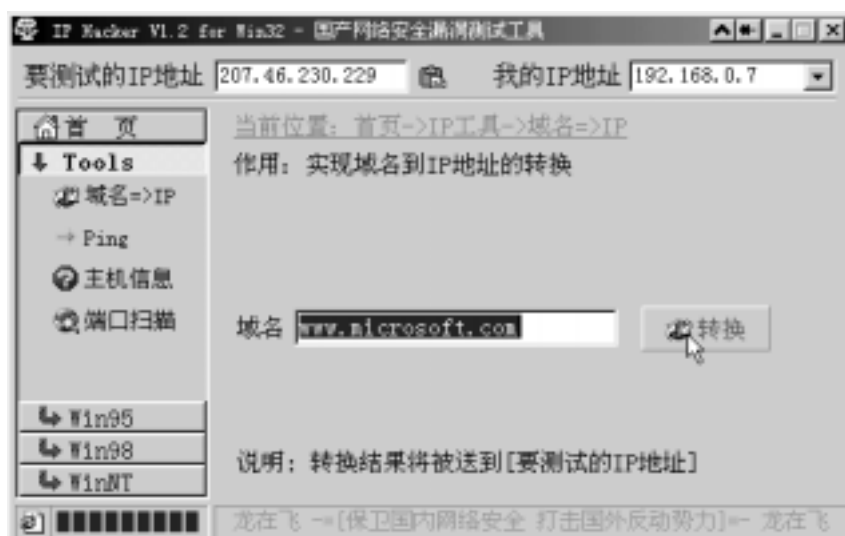 IP Hacker V1.2 for Win32 - 国产网络安全漏洞测试工具
要测试的IP地址 207.46.230.229 我的IP地址 192.168.0.7
首 页
Tools
域名=>IP
Ping
主机信息
端口扫描
Win95
Win98
WinNT
当前位置: 首页->IP工具->域名=>IP
作用: 实现域名到IP地址的转换
域名 www.microsoft.com 转换
说明: 转换结果将被送到[要测试的IP地址]
龙在飞 -=[保卫国内网络安全 打击国外反动势力]=- 龙在飞